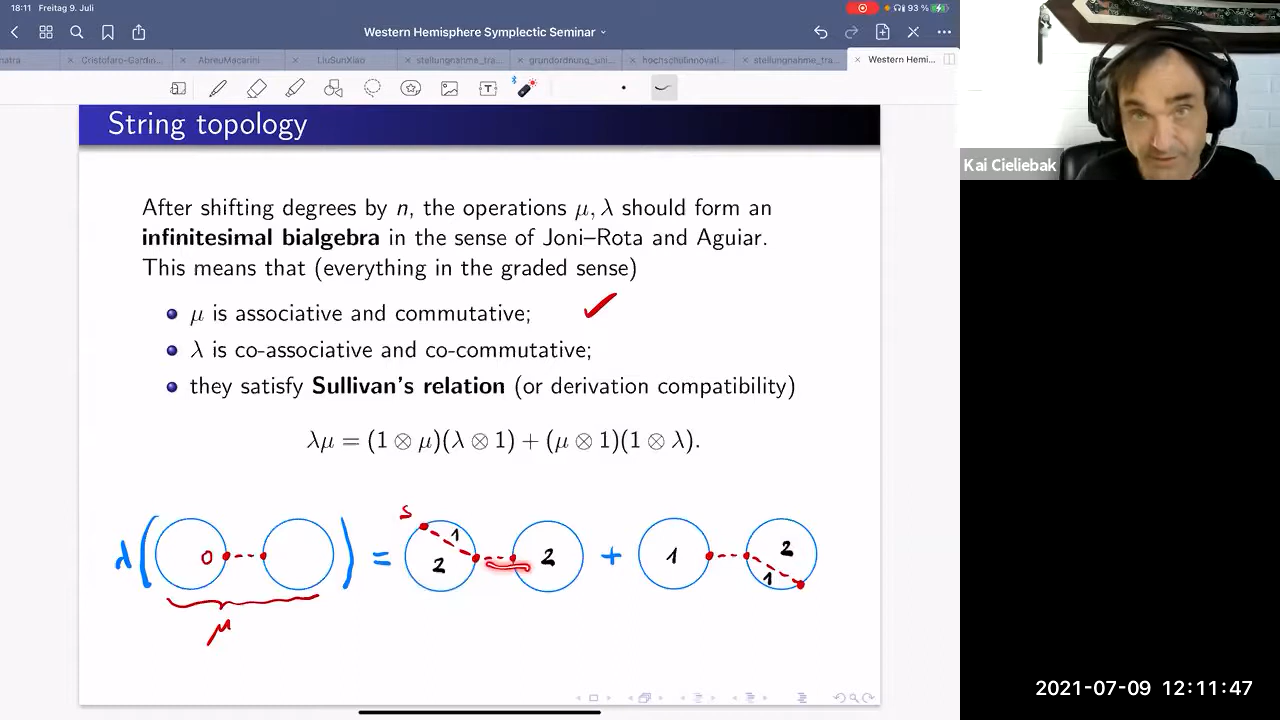 18:11 Freitag 9. Juli
93 %
Western Hemisphere Symplectic Seminar
Cristofaro-Gardin... AbreuMacarini LiuSunXiao stellungnahme_tra... grundordnung_uni... hochschulinnovati... stellungnahme_tra... Western Hemi...
String topology
After shifting degrees by n, the operations μ, λ should form an
infinitesimal bialgebra in the sense of Joni–Rota and Aguiar.
This means that (everything in the graded sense)
μ is associative and commutative; ✓
λ is co-associative and co-commutative;
they satisfy Sullivan's relation (or derivation compatibility)
λμ = (1 ⊗ μ)(λ ⊗ 1) + (μ ⊗ 1)(1 ⊗ λ).
λ ( 0 ) = s 1 2 2 + 1 2 1
μ
Kai Cieliebak
2021-07-09 12:11:47